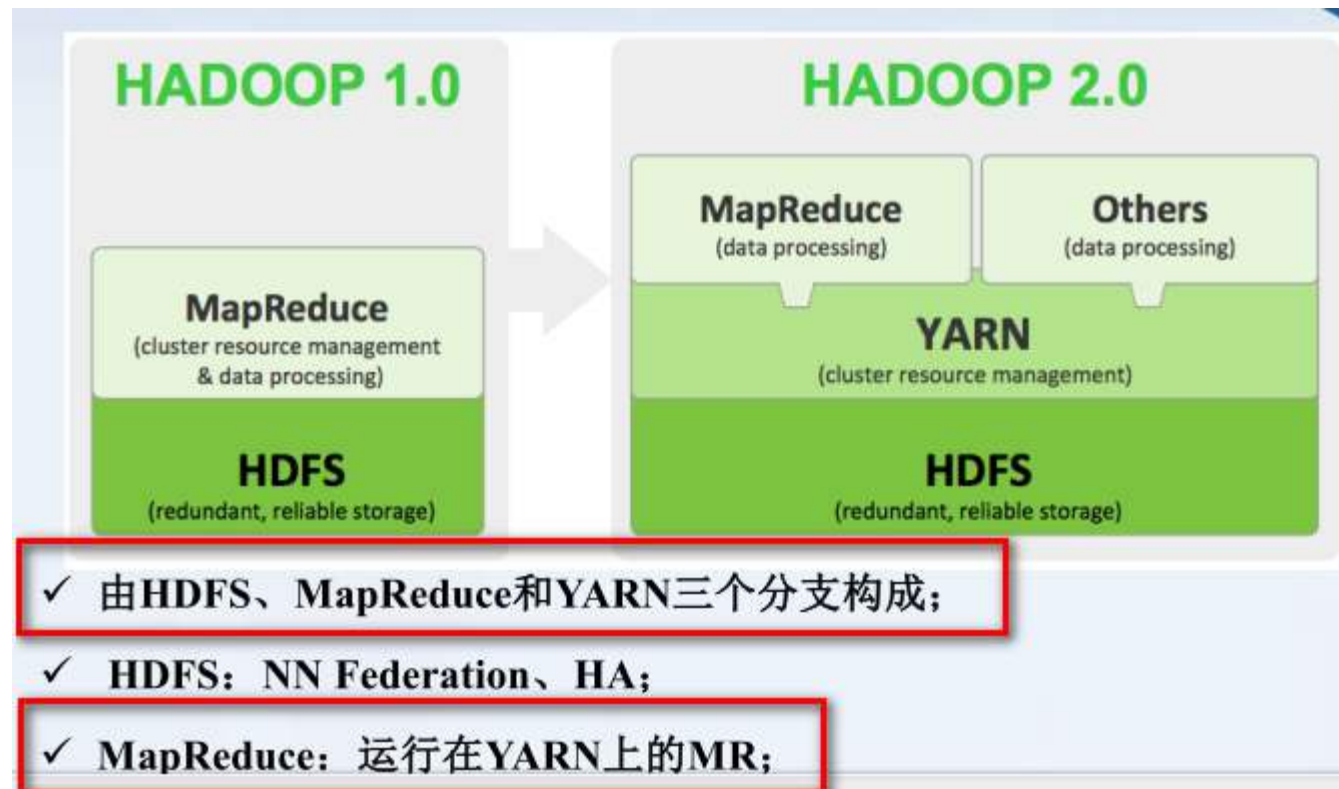 HADOOP 1.0
MapReduce
(cluster resource management
& data processing)
HDFS
(redundant, reliable storage)
HADOOP 2.0
MapReduce
(data processing)
Others
(data processing)
YARN
(cluster resource management)
HDFS
(redundant, reliable storage)
✓ 由HDFS、MapReduce和YARN三个分支构成；
✓ HDFS：NN Federation、HA；
✓ MapReduce：运行在YARN上的MR；